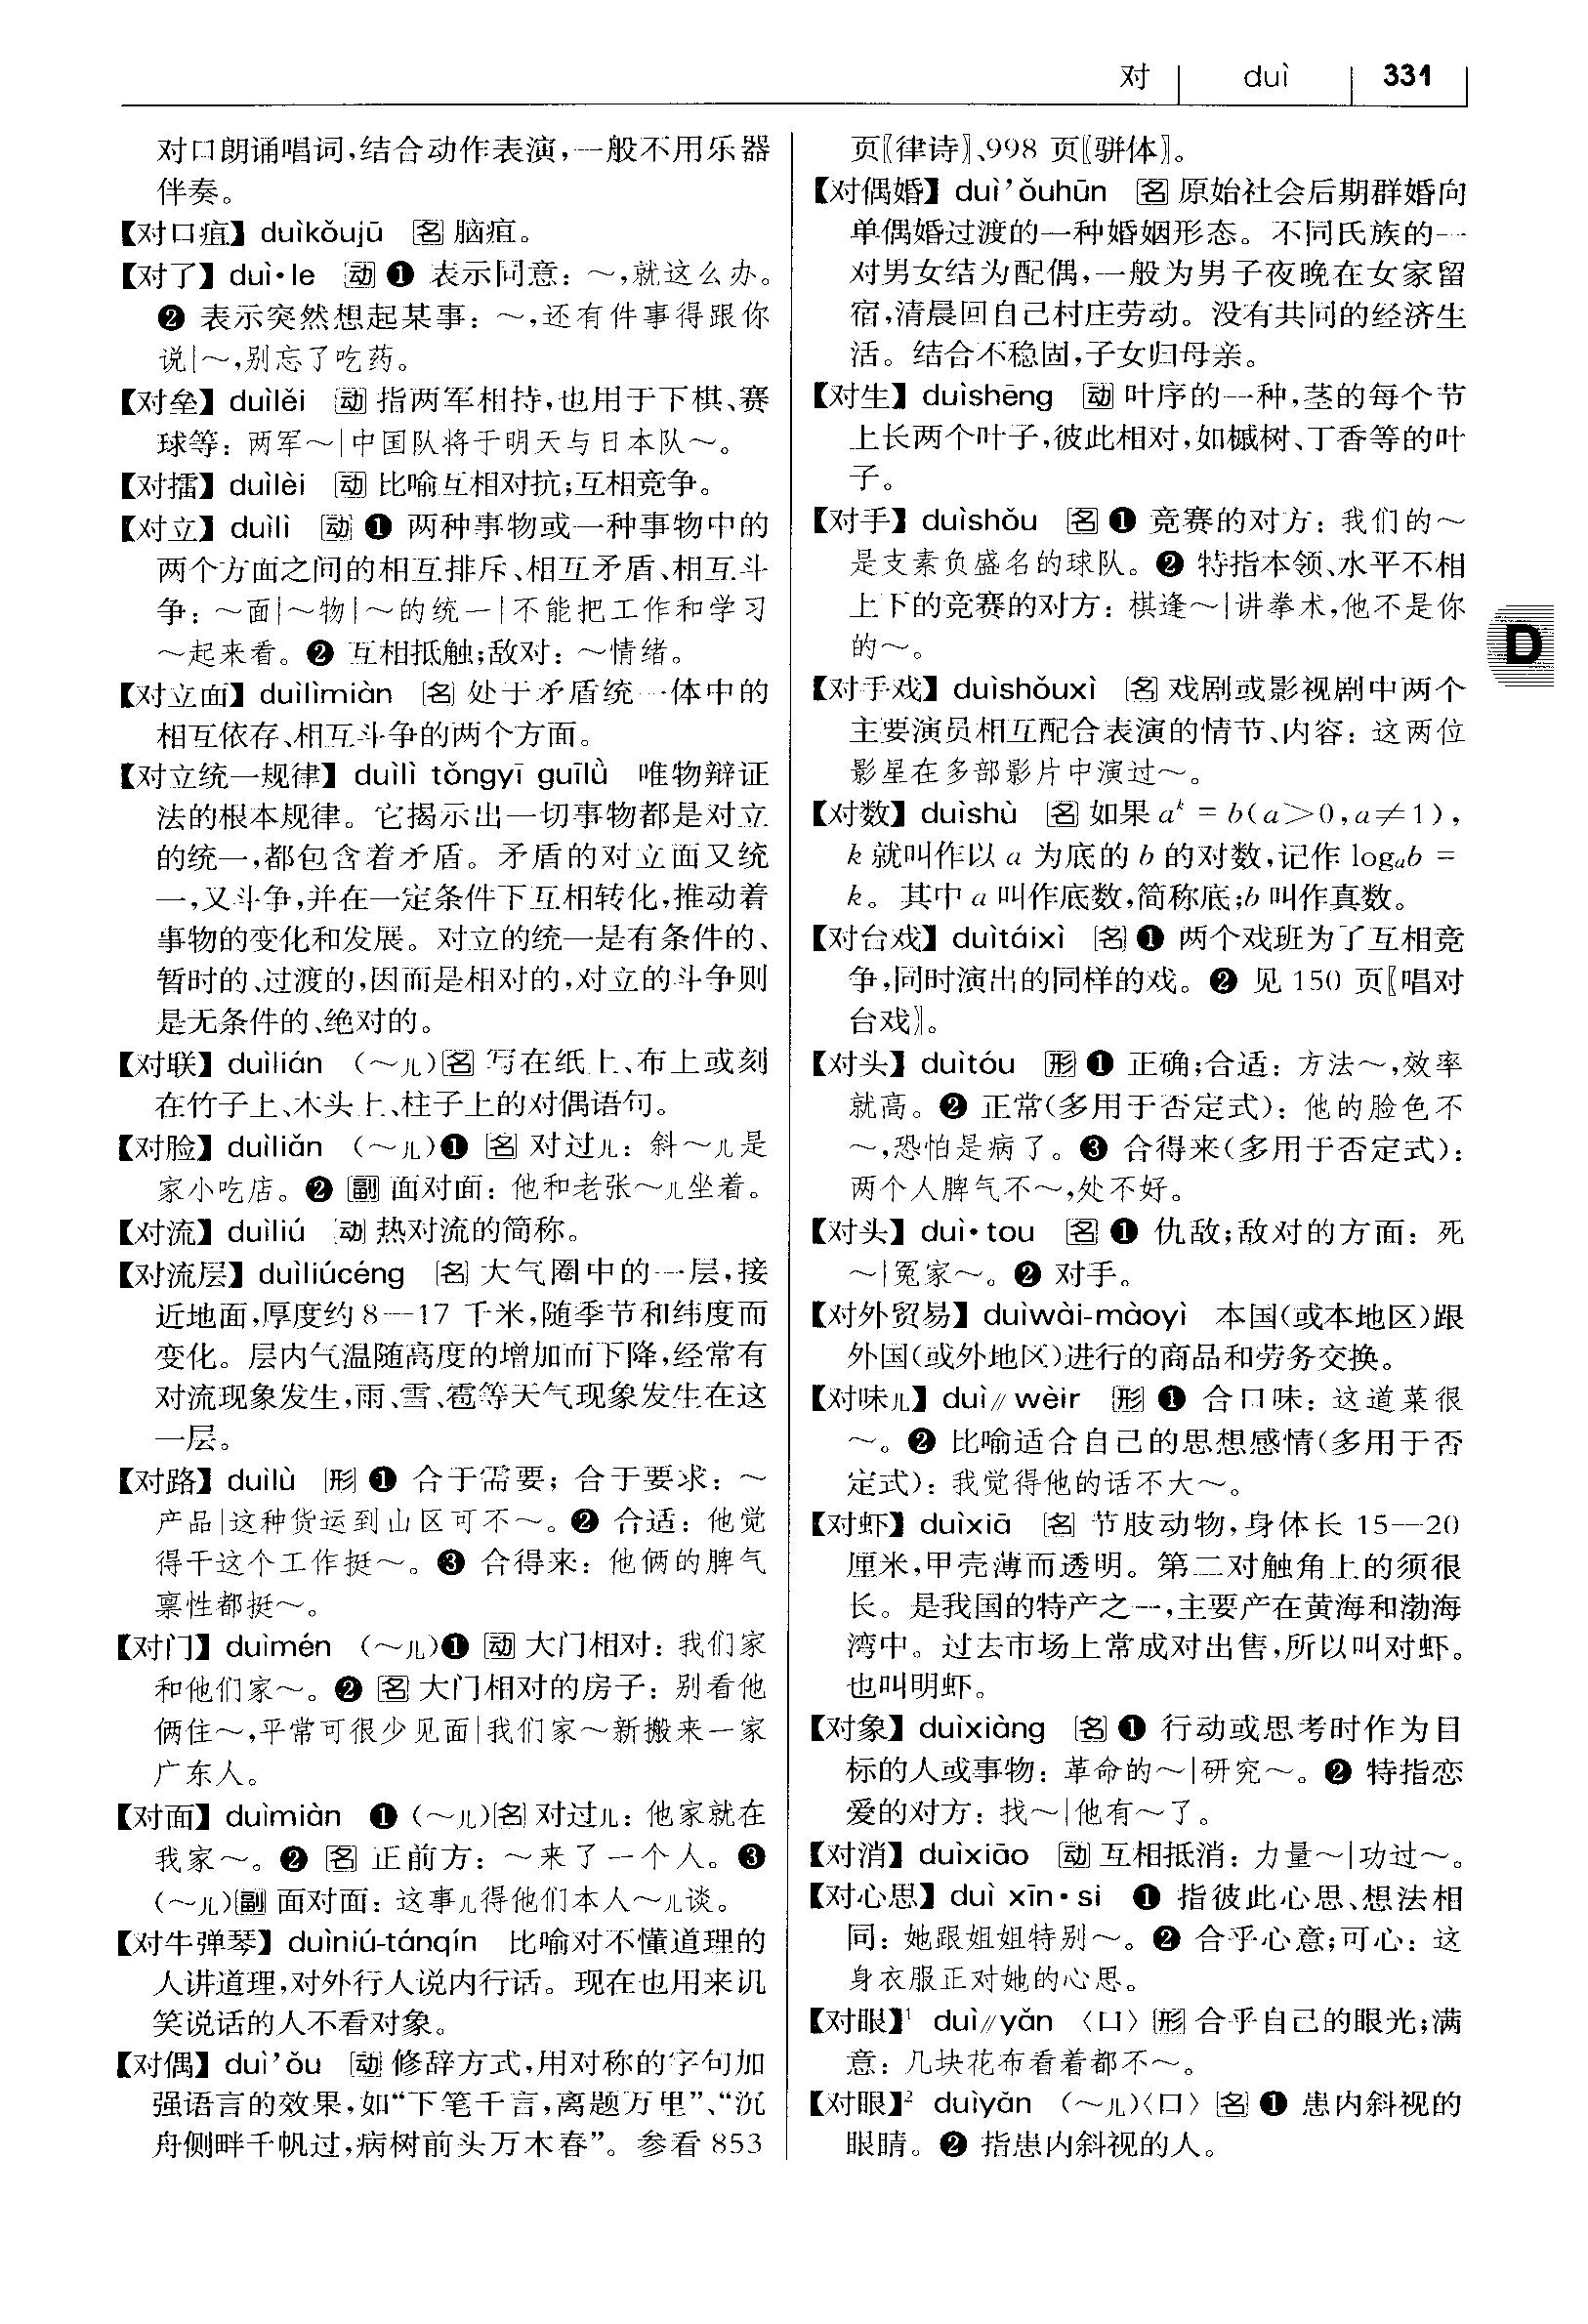 对 duì 331
对口朗诵唱词，结合动作表演，一般不用乐器
伴奏。
【对口疽】duìkǒujū 名 脑疽。
【对了】duì·le 动 ❶ 表示同意：～，就这么办。
❷ 表示突然想起某事：～，还有件事得跟你
说|～，别忘了吃药。
【对垒】duìlěi 动 指两军相持，也用于下棋、赛
球等：两军～|中国队将于明天与日本队～。
【对擂】duìlèi 动 比喻互相对抗；互相竞争。
【对立】duìlì 动 ❶ 两种事物或一种事物中的
两个方面之间的相互排斥、相互矛盾、相互斗
争：～面|～物|～的统一|不能把工作和学习
～起来看。❷ 互相抵触；敌对：～情绪。
【对立面】duìlìmiàn 名 处于矛盾统一体中的
相互依存、相互斗争的两个方面。
【对立统一规律】duìlì tǒngyī guīlǜ 唯物辩证
法的根本规律。它揭示出一切事物都是对立
的统一，都包含着矛盾。矛盾的对立面又统
一，又斗争，并在一定条件下互相转化，推动着
事物的变化和发展。对立的统一是有条件的、
暂时的、过渡的，因而是相对的，对立的斗争则
是无条件的、绝对的。
【对联】duìlián （～儿）名 写在纸上、布上或刻
在竹子上、木头上、柱子上的对偶语句。
【对脸】duìliǎn （～儿）❶ 名 对过儿：斜～儿是
家小吃店。❷ 副 面对面：他和老张～儿坐着。
【对流】duìliú 动 热对流的简称。
【对流层】duìliúcéng 名 大气圈中的一层，接
近地面，厚度约 8—17 千米，随季节和纬度而
变化。层内气温随高度的增加而下降，经常有
对流现象发生，雨、雪、雹等天气现象发生在这
一层。
【对路】duìlù 形 ❶ 合于需要；合于要求：～
产品|这种货运到山区可不～。❷ 合适：他觉
得干这个工作挺～。❸ 合得来：他俩的脾气
禀性都挺～。
【对门】duìmén （～儿）❶ 动 大门相对：我们家
和他们家～。❷ 名 大门相对的房子：别看他
俩住～，平常可很少见面|我们家～新搬来一家
广东人。
【对面】duìmiàn ❶（～儿）名 对过儿：他家就在
我家～。❷ 名 正前方：～来了一个人。❸
（～儿）副 面对面：这事儿得他们本人～儿谈。
【对牛弹琴】duìniú-tánqín 比喻对不懂道理的
人讲道理，对外行人说内行话。现在也用来讥
笑说话的人不看对象。
【对偶】duì’ǒu 动 修辞方式，用对称的字句加
强语言的效果，如“下笔千言，离题万里”、“沉
舟侧畔千帆过，病树前头万木春”。参看 853
页〖律诗〗、998 页〖骈体〗。
【对偶婚】duì’ǒuhūn 名 原始社会后期群婚向
单偶婚过渡的一种婚姻形态。不同氏族的一
对男女结为配偶，一般为男子夜晚在女家留
宿，清晨回自己村庄劳动。没有共同的经济生
活。结合不稳固，子女归母亲。
【对生】duìshēng 动 叶序的一种，茎的每个节
上长两个叶子，彼此相对，如槭树、丁香等的叶
子。
【对手】duìshǒu 名 ❶ 竞赛的对方：我们的～
是支素负盛名的球队。❷ 特指本领、水平不相
上下的竞赛的对方：棋逢～|讲拳术，他不是你
的～。
【对手戏】duìshǒuxì 名 戏剧或影视剧中两个
主要演员相互配合表演的情节、内容：这两位
影星在多部影片中演过～。
【对数】duìshù 名 如果 aᵏ = b(a＞0，a≠1)，
k 就叫作以 a 为底的 b 的对数，记作 logₐb =
k。其中 a 叫作底数，简称底；b 叫作真数。
【对台戏】duìtáixì 名 ❶ 两个戏班为了互相竞
争，同时演出的同样的戏。❷ 见 150 页〖唱对
台戏〗。
【对头】duìtóu 形 ❶ 正确；合适：方法～，效率
就高。❷ 正常（多用于否定式）：他的脸色不
～，恐怕是病了。❸ 合得来（多用于否定式）：
两个人脾气不～，处不好。
【对头】duì·tou 名 ❶ 仇敌；敌对的方面：死
～|冤家～。❷ 对手。
【对外贸易】duìwài-màoyì 本国（或本地区）跟
外国（或外地区）进行的商品和劳务交换。
【对味儿】duì∥wèir 形 ❶ 合口味：这道菜很
～。❷ 比喻适合自己的思想感情（多用于否
定式）：我觉得他的话不大～。
【对虾】duìxiā 名 节肢动物，身体长 15—20
厘米，甲壳薄而透明。第二对触角上的须很
长。是我国的特产之一，主要产在黄海和渤海
湾中。过去市场上常成对出售，所以叫对虾。
也叫明虾。
【对象】duìxiàng 名 ❶ 行动或思考时作为目
标的人或事物：革命的～|研究～。❷ 特指恋
爱的对方：找～|他有～了。
【对消】duìxiāo 动 互相抵消：力量～|功过～。
【对心思】duì xīn·si ❶ 指彼此心思、想法相
同：她跟姐姐特别～。❷ 合乎心意；可心：这
身衣服正对她的心思。
【对眼】¹ duì∥yǎn 〈口〉形 合乎自己的眼光；满
意：几块花布看着都不～。
【对眼】² duìyǎn （～儿）〈口〉名 ❶ 患内斜视的
眼睛。❷ 指患内斜视的人。
D